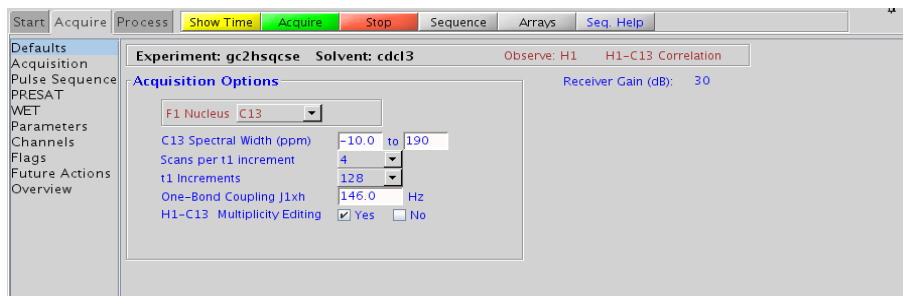 Start Acquire Process Show Time Acquire Stop Sequence Arrays Seq. Help
Defaults
Acquisition
Pulse Sequence
PRESAT
WET
Parameters
Channels
Flags
Future Actions
Overview
Experiment: gc2hsqcse Solvent: cdcl3 Observe: H1 H1-C13 Correlation
Acquisition Options Receiver Gain (dB): 30
F1 Nucleus C13
C13 Spectral Width (ppm) -10.0 to 190
Scans per t1 increment 4
t1 Increments 128
One-Bond Coupling J1xh 146.0 Hz
H1-C13 Multiplicity Editing Yes No